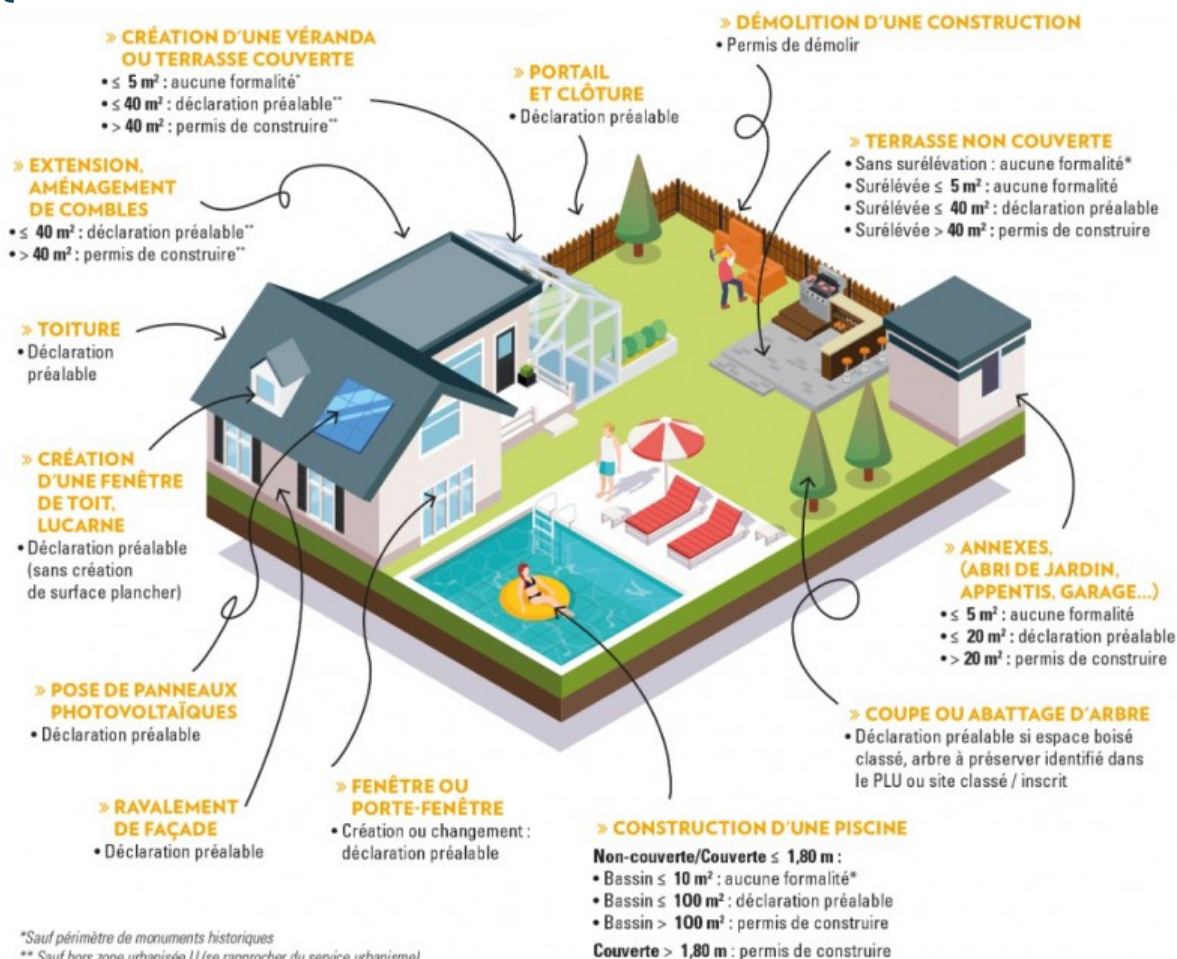 » CRÉATION D'UNE VÉRANDA
OU TERRASSE COUVERTE
• ≤ 5 m² : aucune formalité*
• ≤ 40 m² : déclaration préalable**
• > 40 m² : permis de construire**
» DÉMOLITION D'UNE CONSTRUCTION
• Permis de démolir
» PORTAIL
ET CLÔTURE
• Déclaration préalable
» TERRASSE NON COUVERTE
• Sans surélévation : aucune formalité*
• Surélevée ≤ 5 m² : aucune formalité
• Surélevée ≤ 40 m² : déclaration préalable
• Surélevée > 40 m² : permis de construire
» EXTENSION,
AMÉNAGEMENT
DE COMBLES
• ≤ 40 m² : déclaration préalable**
• > 40 m² : permis de construire**
» TOITURE
• Déclaration
préalable
» CRÉATION
D'UNE FENÊTRE
DE TOIT,
LUCARNE
• Déclaration préalable
(sans création
de surface plancher)
» ANNEXES,
(ABRI DE JARDIN,
APPENTIS, GARAGE...)
• ≤ 5 m² : aucune formalité
• ≤ 20 m² : déclaration préalable
• > 20 m² : permis de construire
» POSE DE PANNEAUX
PHOTOVOLTAÏQUES
• Déclaration préalable
» COUPE OU ABATTAGE D'ARBRE
• Déclaration préalable si espace boisé
classé, arbre à préserver identifié dans
le PLU ou site classé / inscrit
» RAVALEMENT
DE FAÇADE
• Déclaration préalable
» FENÊTRE OU
PORTE-FENÊTRE
• Création ou changement :
déclaration préalable
» CONSTRUCTION D'UNE PISCINE
Non-couverte/Couverte ≤ 1,80 m :
• Bassin ≤ 10 m² : aucune formalité*
• Bassin ≤ 100 m² : déclaration préalable
• Bassin > 100 m² : permis de construire
Couverte > 1,80 m : permis de construire
*Sauf périmètre de monuments historiques
** Sauf hors zone urbanisée U (se rapprocher du service urbanisme)